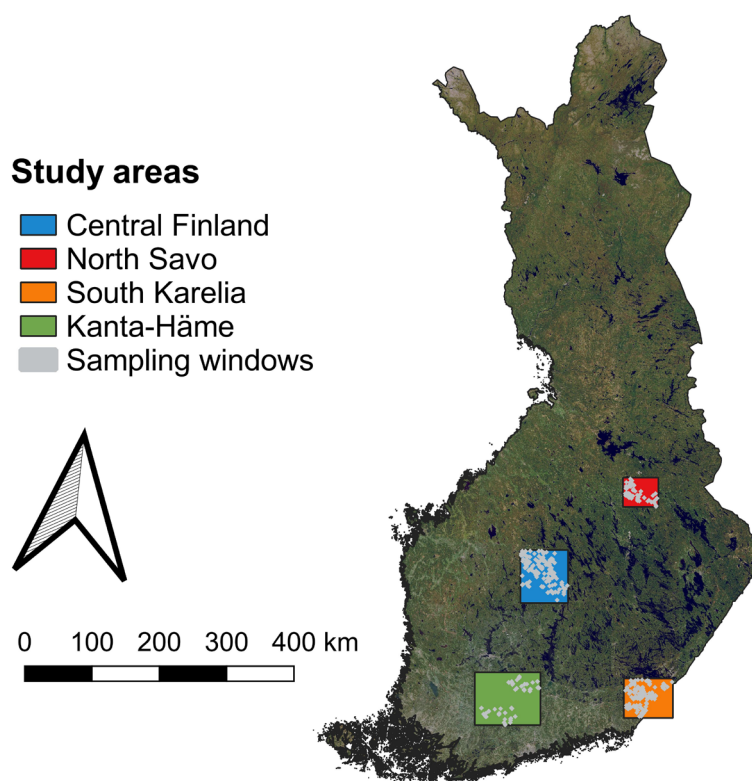 Study areas
Central Finland
North Savo
South Karelia
Kanta-Häme
Sampling windows
0 100 200 300 400 km